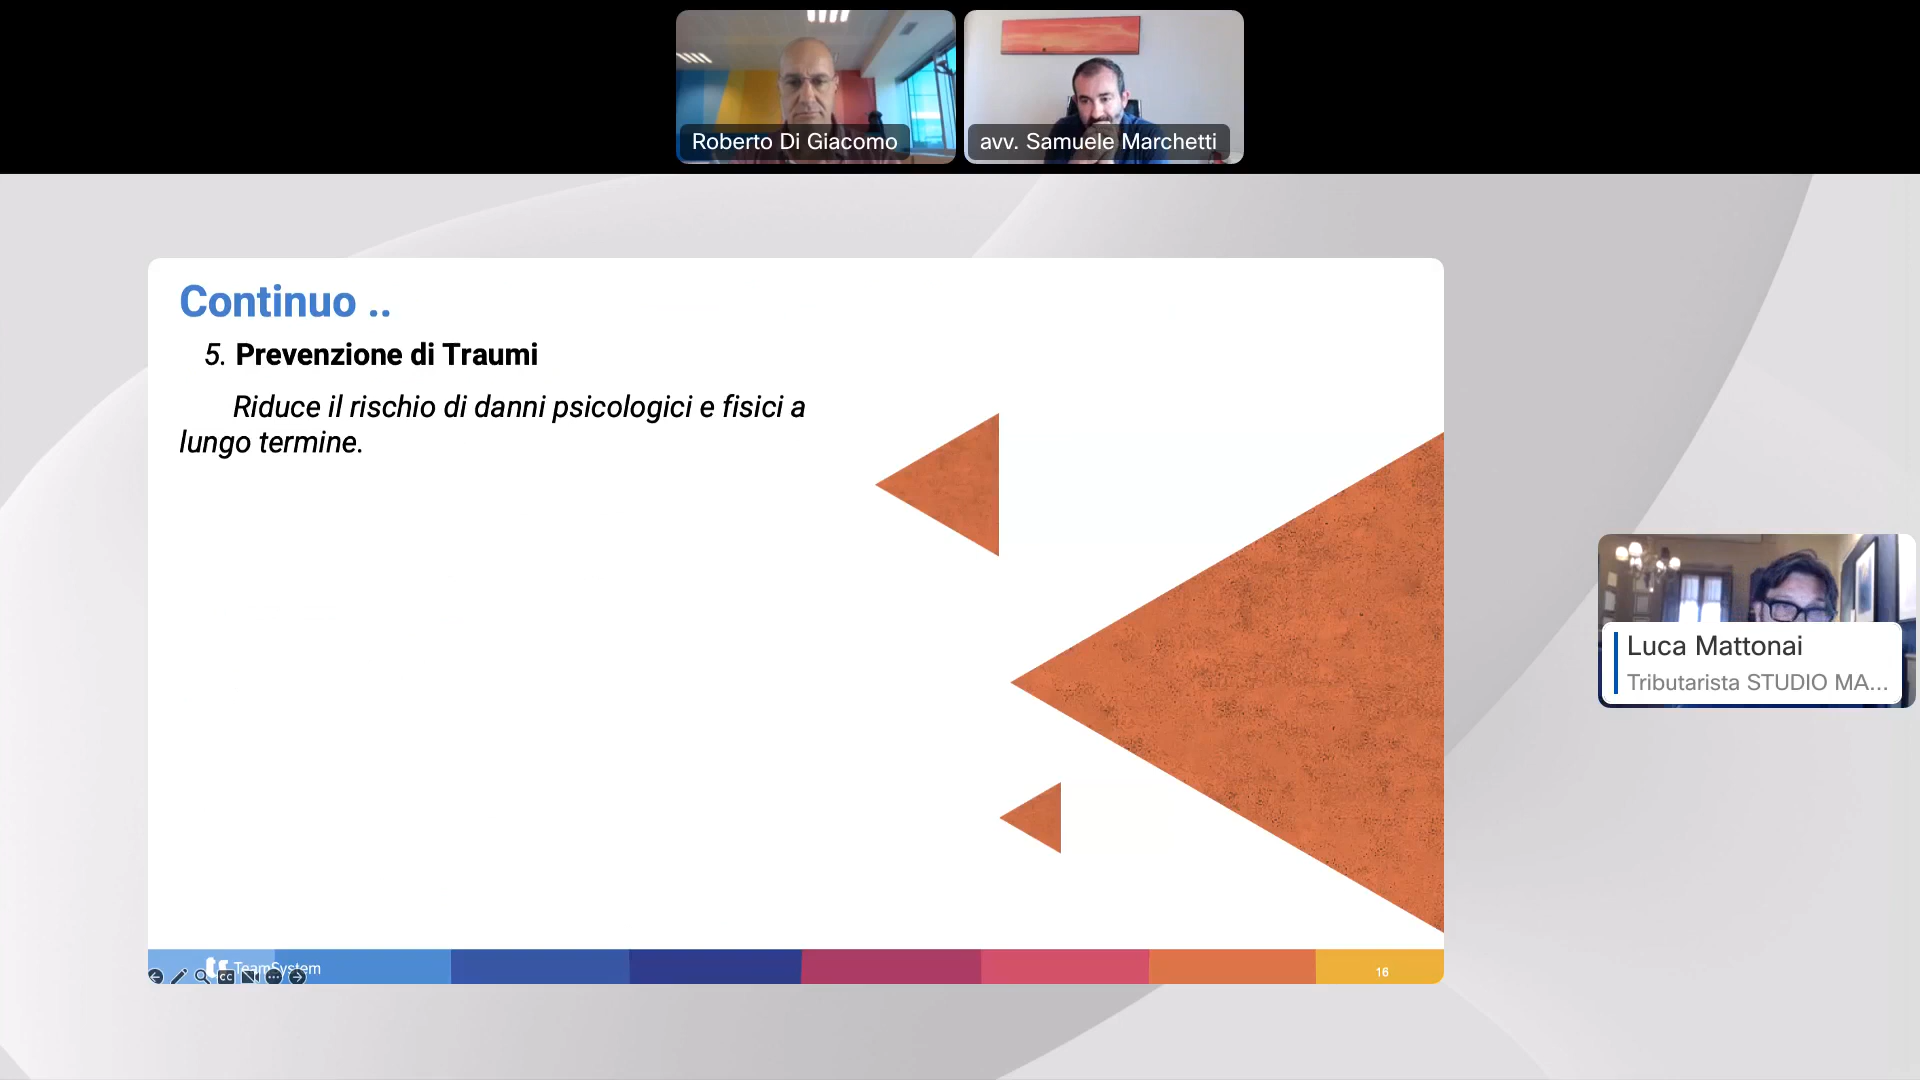 Roberto Di Giacomo
avv. Samuele Marchetti
Continuo ..
5. Prevenzione di Traumi
Riduce il rischio di danni psicologici e fisici a
lungo termine.
Luca Mattonai
Tributarista STUDIO MA...
TeamSystem
16